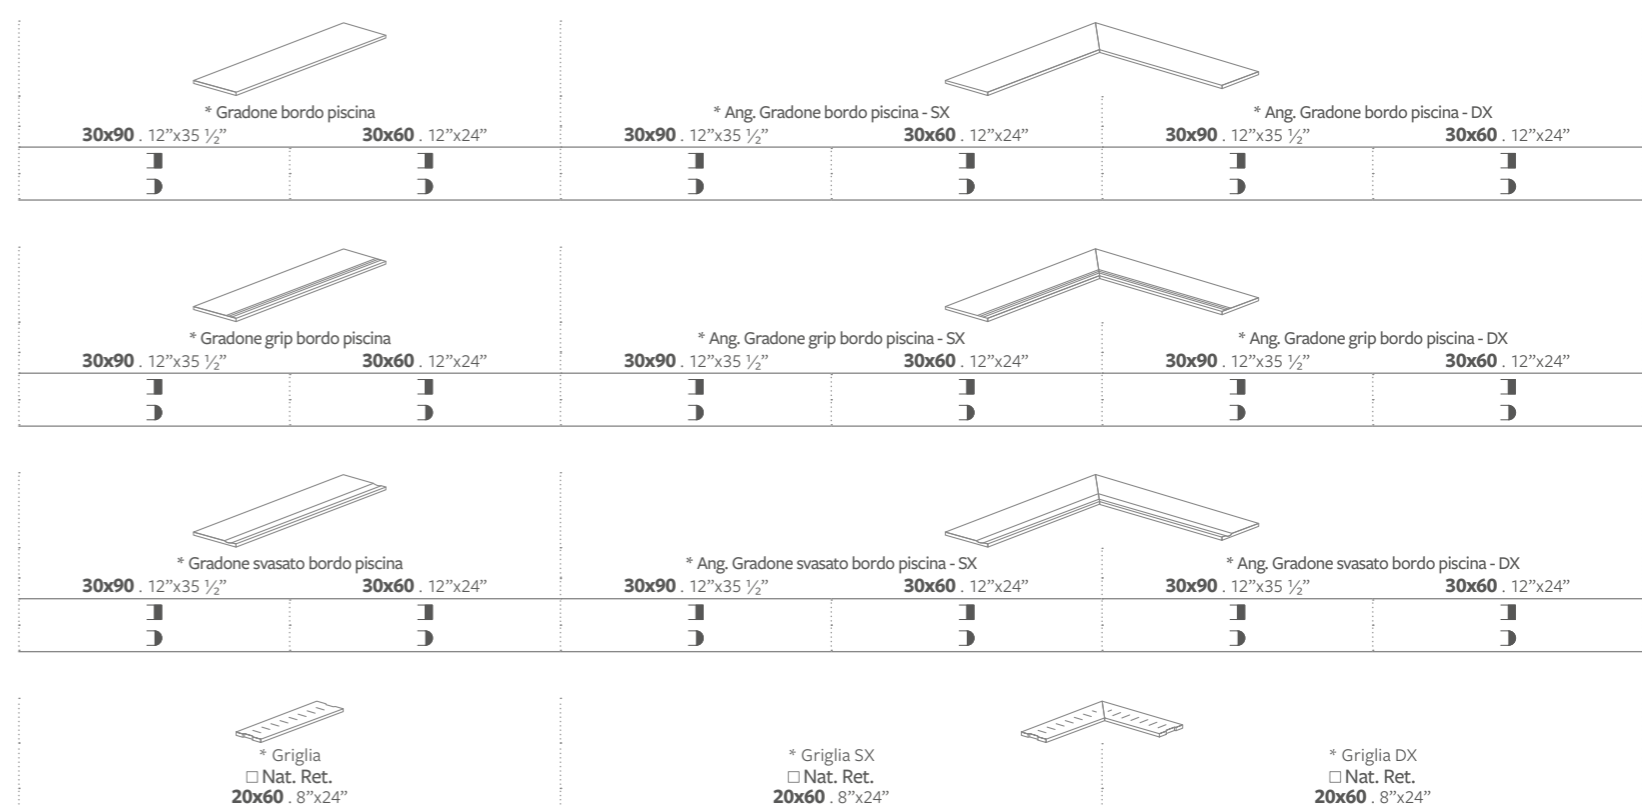 * Gradone bordo piscina
30x90 . 12”x35 ½” 30x60 . 12”x24”
* Ang. Gradone bordo piscina - SX
30x90 . 12”x35 ½” 30x60 . 12”x24”
* Ang. Gradone bordo piscina - DX
30x90 . 12”x35 ½” 30x60 . 12”x24”
* Gradone grip bordo piscina
30x90 . 12”x35 ½” 30x60 . 12”x24”
* Ang. Gradone grip bordo piscina - SX
30x90 . 12”x35 ½” 30x60 . 12”x24”
* Ang. Gradone grip bordo piscina - DX
30x90 . 12”x35 ½” 30x60 . 12”x24”
* Gradone svasato bordo piscina
30x90 . 12”x35 ½” 30x60 . 12”x24”
* Ang. Gradone svasato bordo piscina - SX
30x90 . 12”x35 ½” 30x60 . 12”x24”
* Ang. Gradone svasato bordo piscina - DX
30x90 . 12”x35 ½” 30x60 . 12”x24”
* Griglia
□ Nat. Ret.
20x60 . 8”x24”
* Griglia SX
□ Nat. Ret.
20x60 . 8”x24”
* Griglia DX
□ Nat. Ret.
20x60 . 8”x24”